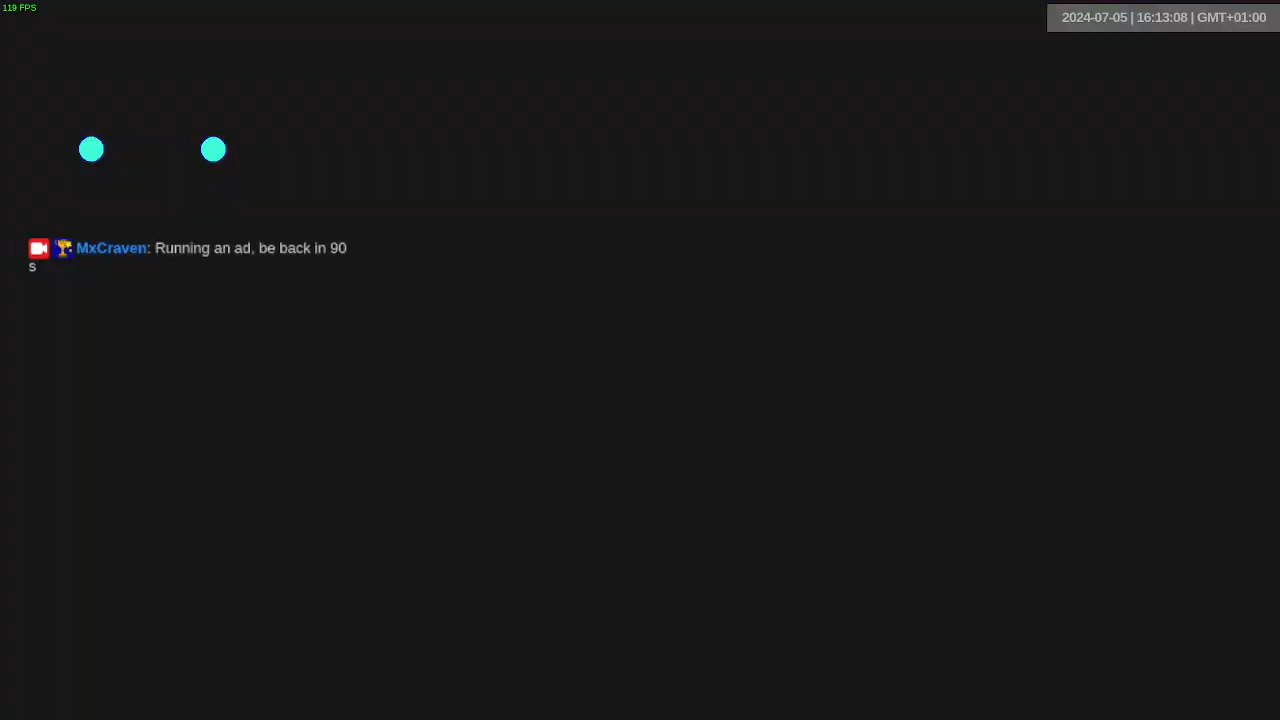 119 FPS
2024-07-05 | 16:13:08 | GMT+01:00
MxCraven: Running an ad, be back in 90
s